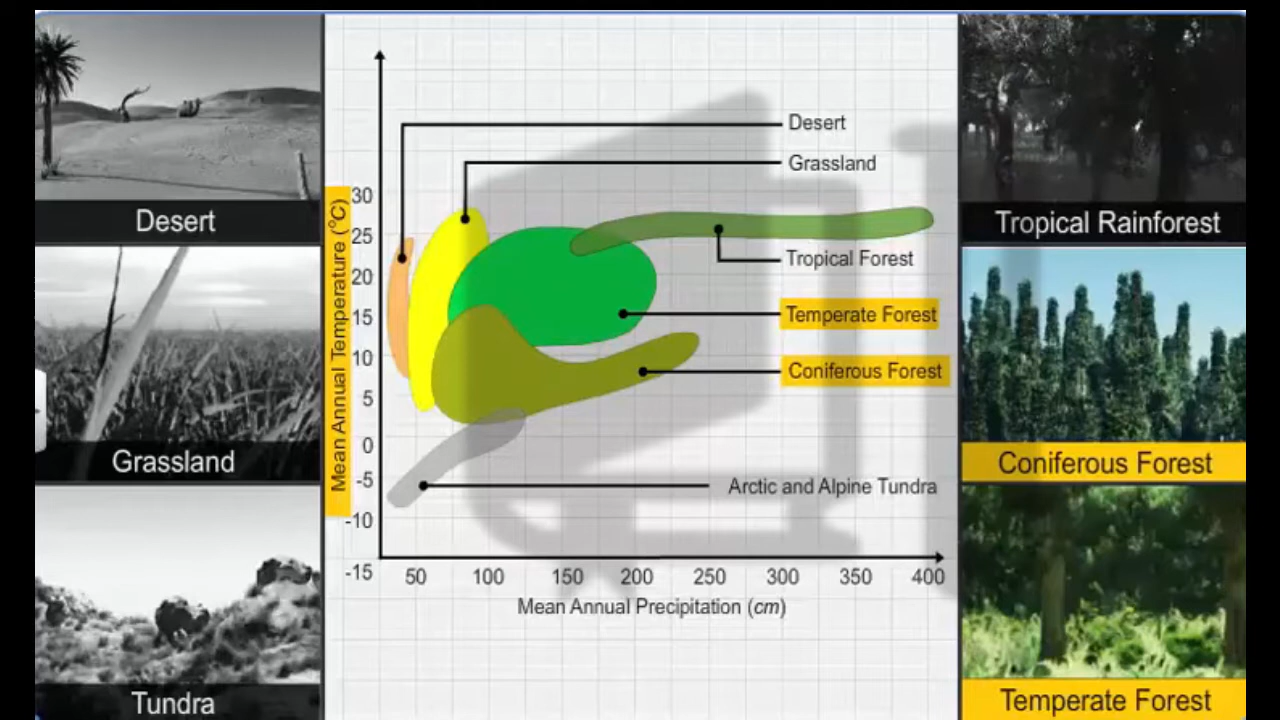 Desert
Grassland
Tundra
Mean Annual Temperature (°C)
30
25
20
15
10
5
0
-5
-10
-15
50 100 150 200 250 300 350 400
Mean Annual Precipitation (cm)
Desert
Grassland
Tropical Forest
Temperate Forest
Coniferous Forest
Arctic and Alpine Tundra
Tropical Rainforest
Coniferous Forest
Temperate Forest